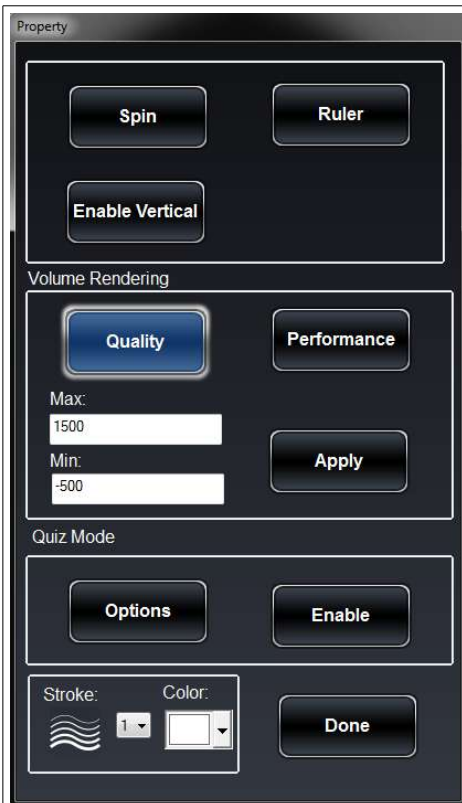 Property
Spin
Ruler
Enable Vertical
Volume Rendering
Quality
Performance
Max:
1500
Apply
Min:
-500
Quiz Mode
Options
Enable
Stroke:
Color:
1
Done